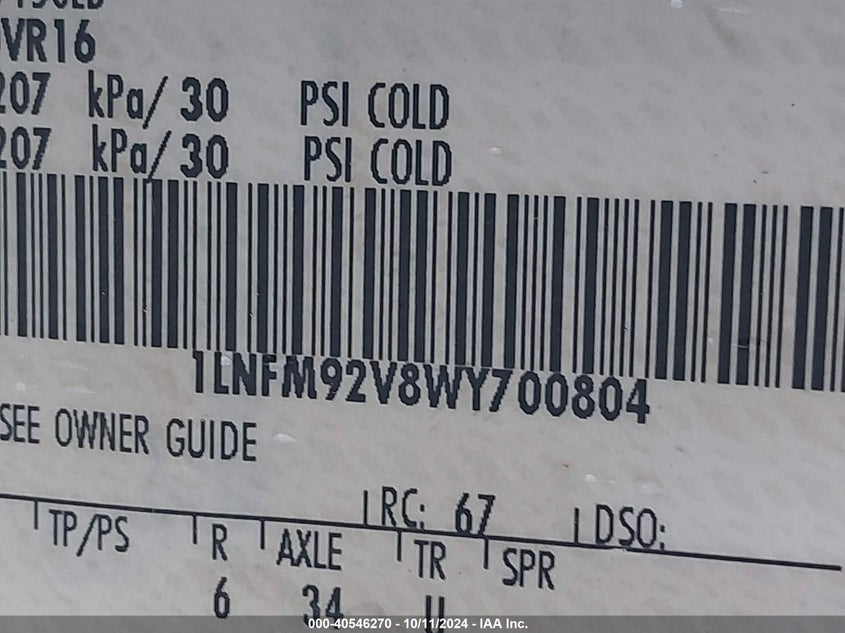 VR16
207 kPa/ 30 PSI COLD
207 kPa/ 30 PSI COLD
1LNFM92V8WY700804
SEE OWNER GUIDE
RC: 67 DSO:
TP/PS R AXLE TR SPR
6 34 U
000-40546270 - 10/11/2024 - IAA Inc.